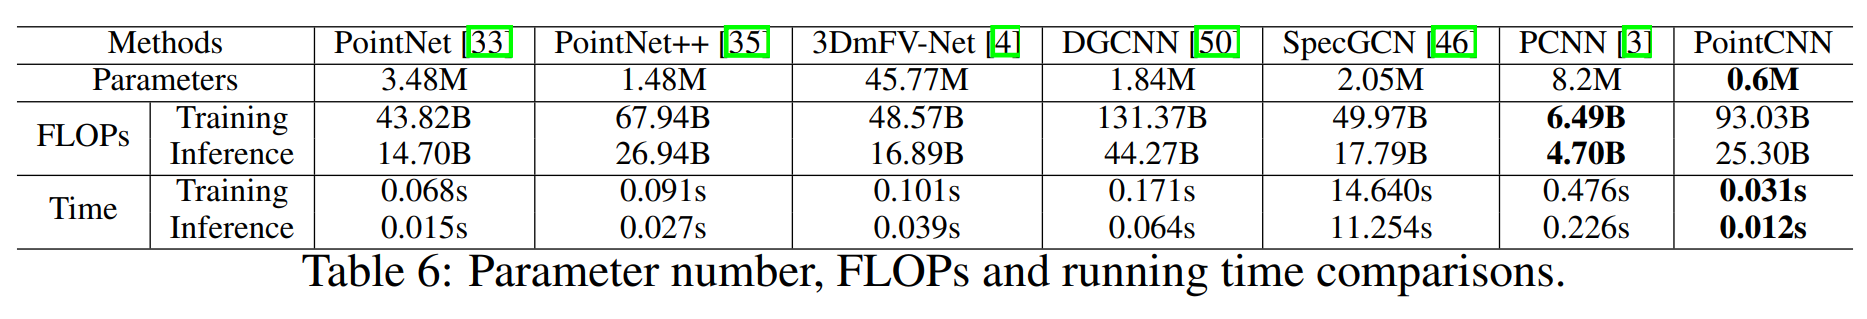 Methods PointNet [33] PointNet++ [35] 3DmFV-Net [4] DGCNN [50] SpecGCN [46] PCNN [3] PointCNN
Parameters 3.48M 1.48M 45.77M 1.84M 2.05M 8.2M 0.6M
FLOPs Training 43.82B 67.94B 48.57B 131.37B 49.97B 6.49B 93.03B
Inference 14.70B 26.94B 16.89B 44.27B 17.79B 4.70B 25.30B
Time Training 0.068s 0.091s 0.101s 0.171s 14.640s 0.476s 0.031s
Inference 0.015s 0.027s 0.039s 0.064s 11.254s 0.226s 0.012s
Table 6: Parameter number, FLOPs and running time comparisons.